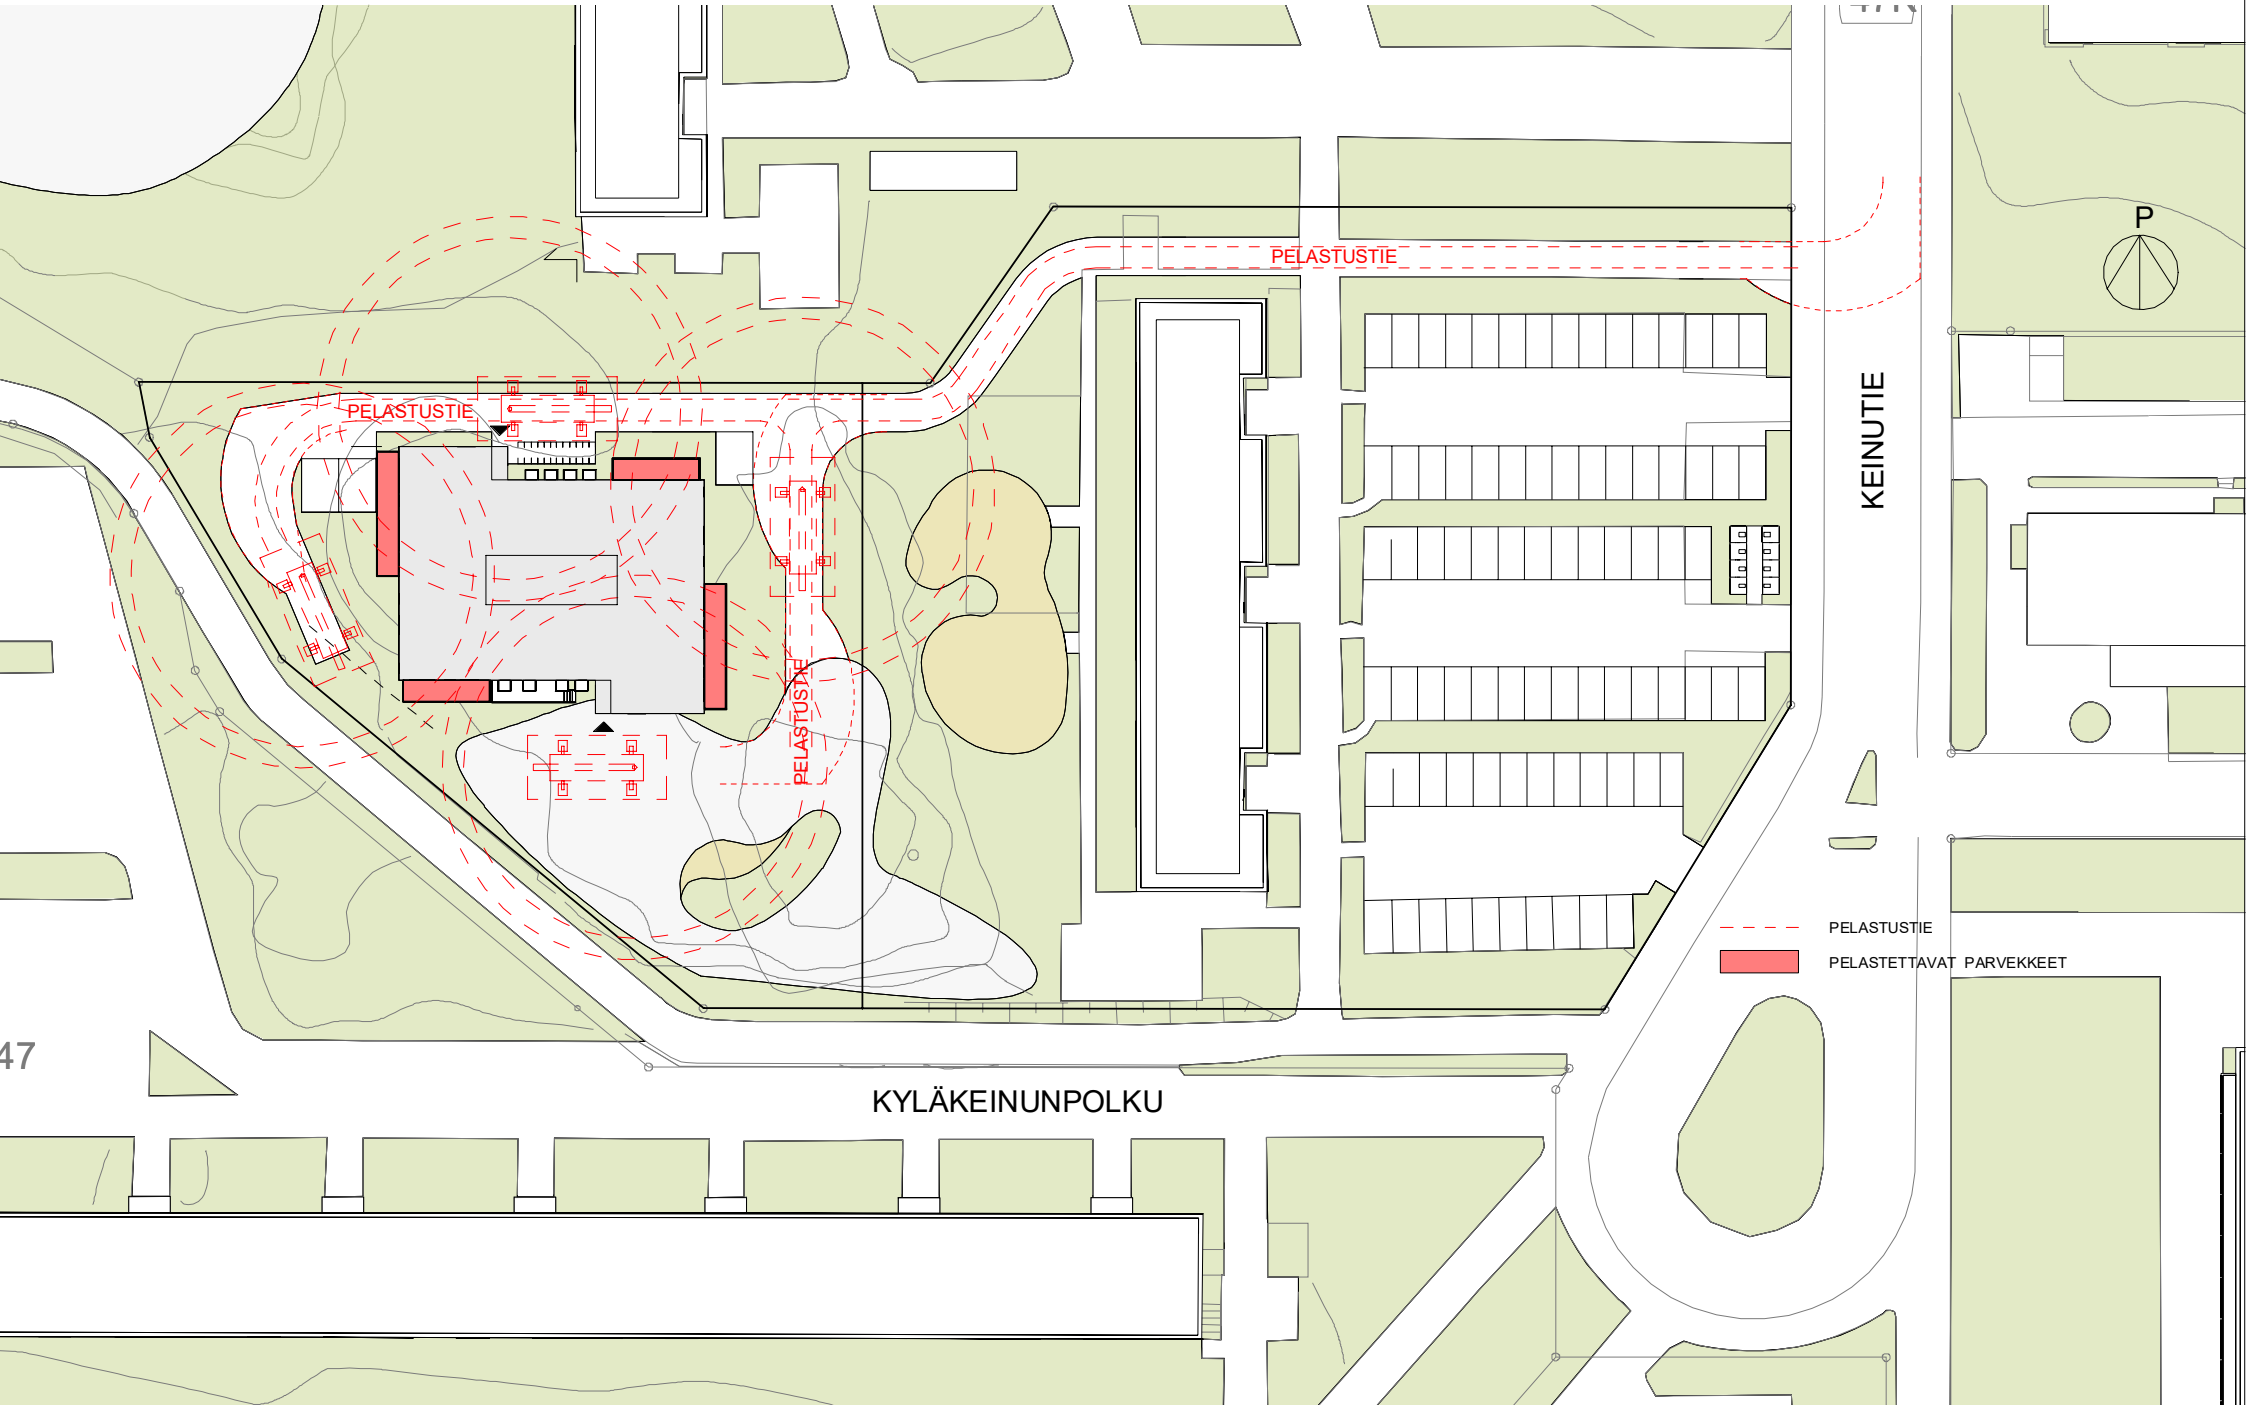 P
PELASTUSTIE
KEINUTIE
PELASTUSTIE
PELASTUSTIE
PELASTUSTIE
PELASTETTAVAT PARVEKKEET
47
KYLÄKEINUNPOLKU